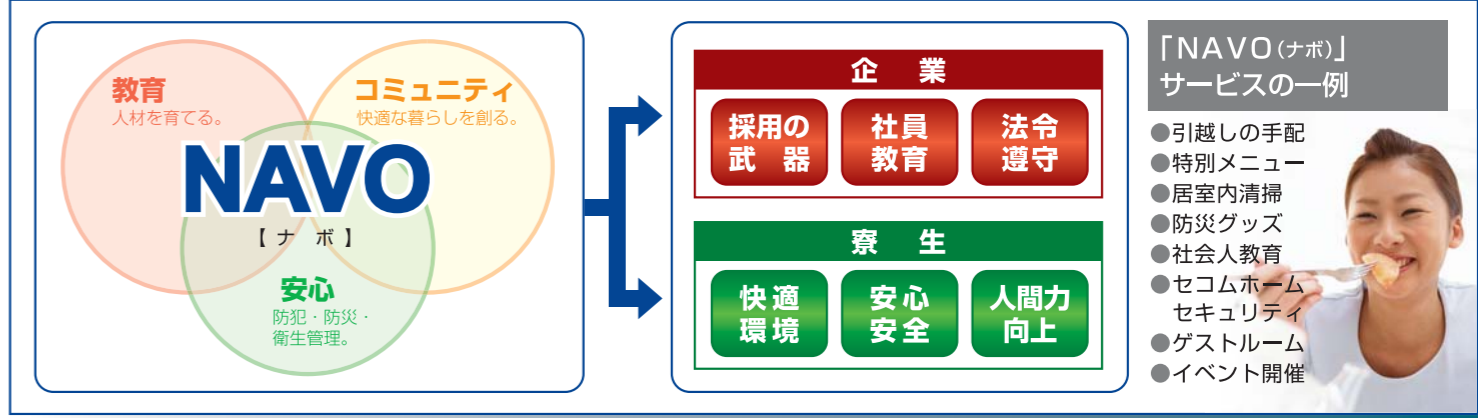 教育
人材を育てる。
コミュニティ
快適な暮らしを創る。
NAVO
【ナボ】
安心
防犯・防災・
衛生管理。
企業
採用の
武器
社員
教育
法令
遵守
寮生
快適
環境
安心
安全
人間力
向上
「NAVO(ナボ)」
サービスの一例
●引越しの手配
●特別メニュー
●居室内清掃
●防災グッズ
●社会人教育
●セコムホーム
セキュリティ
●ゲストルーム
●イベント開催